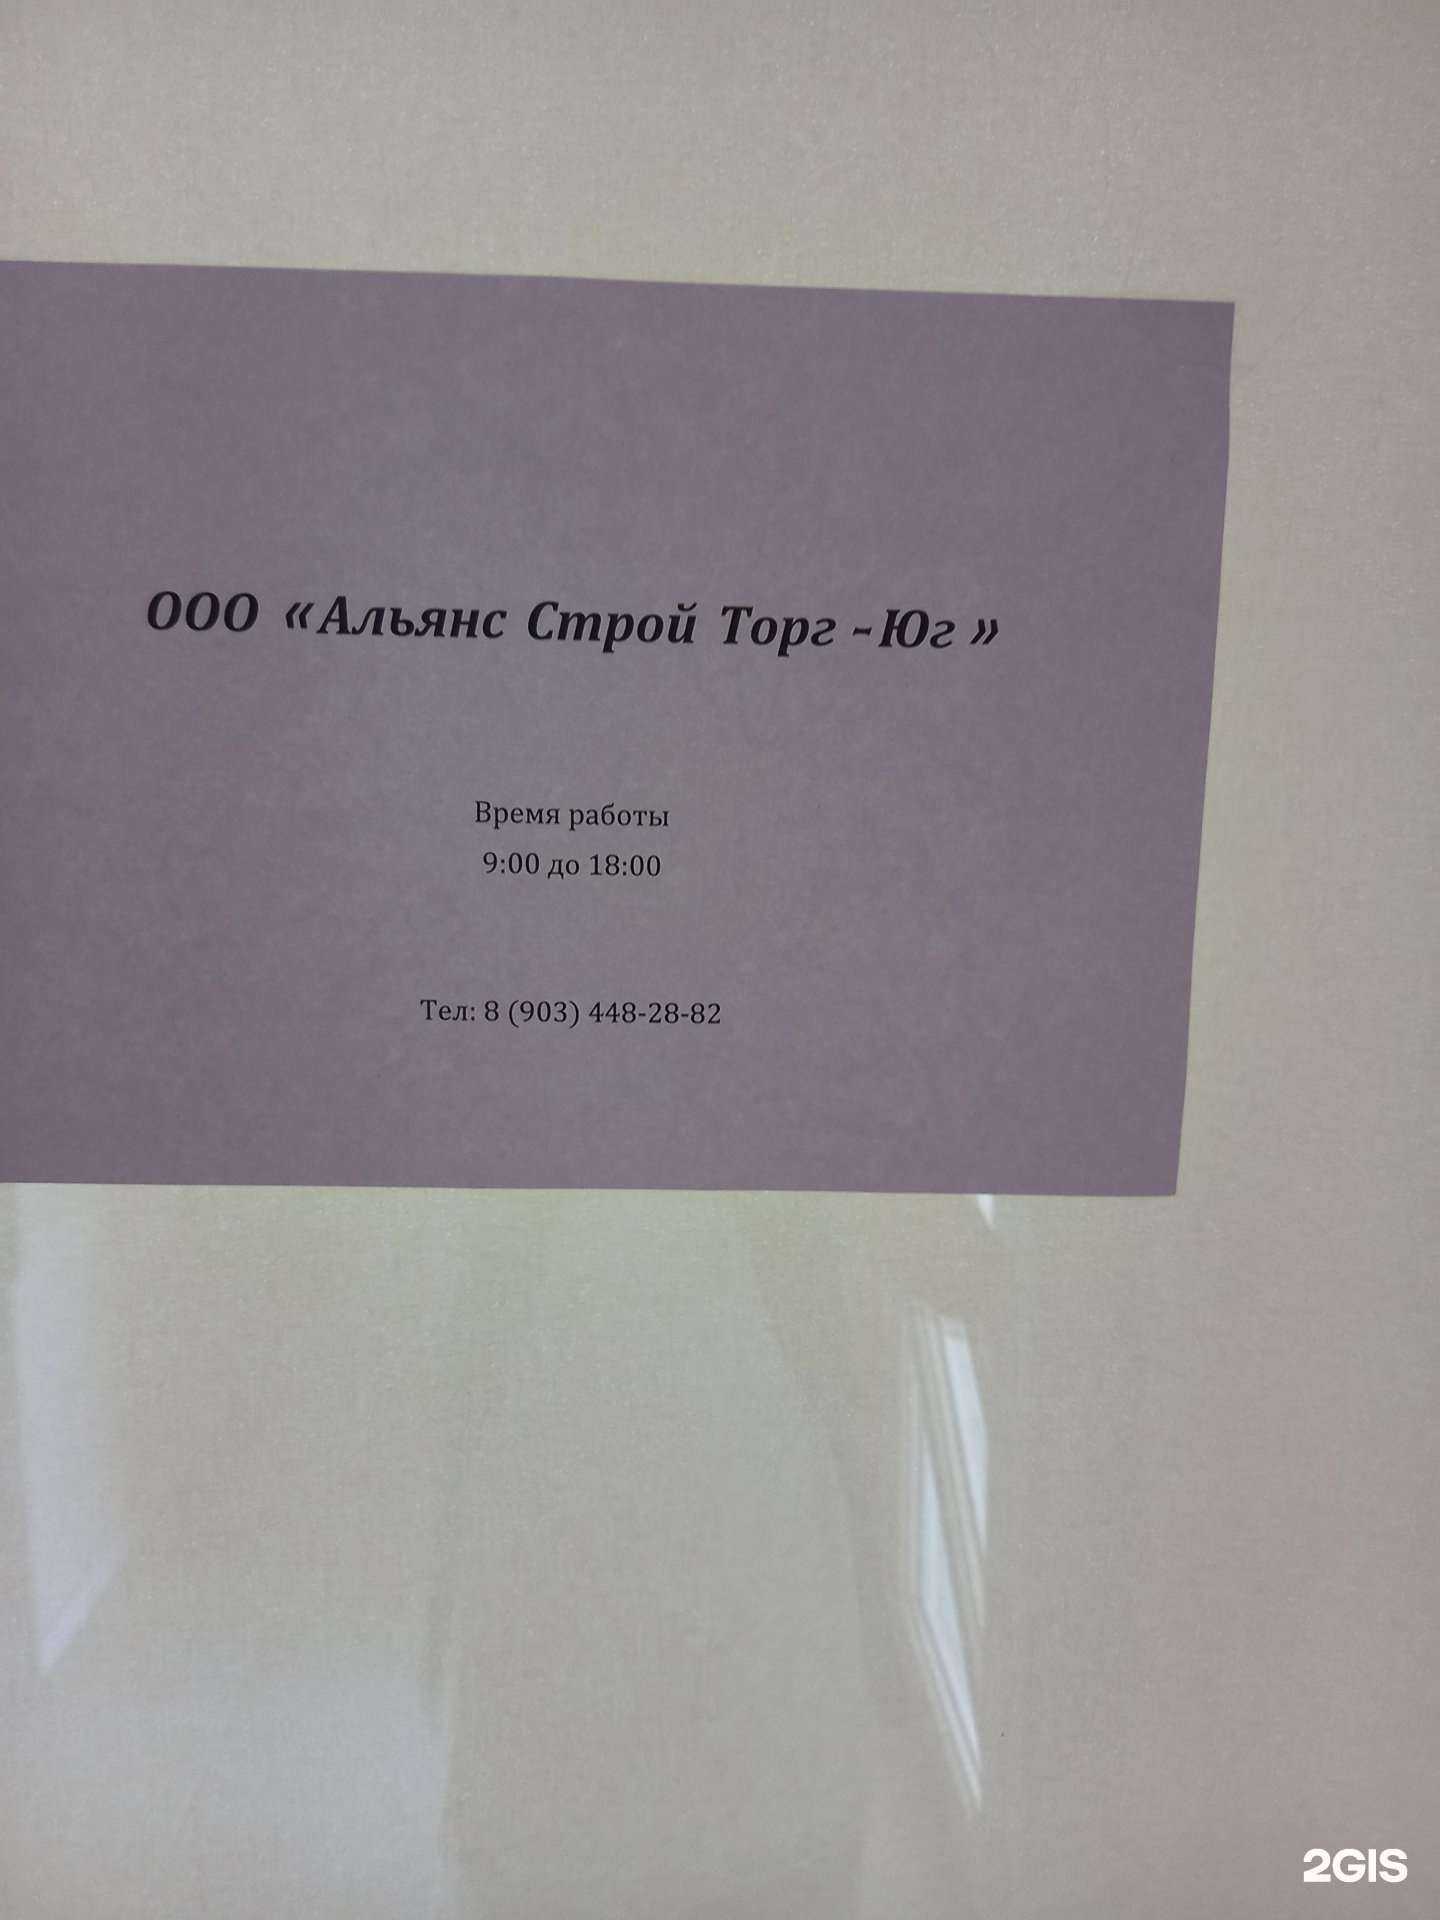 ООО «Альянс Строй Торг -Юг »
Время работы
9:00 до 18:00
Тел: 8 (903) 448-28-82
2GIS